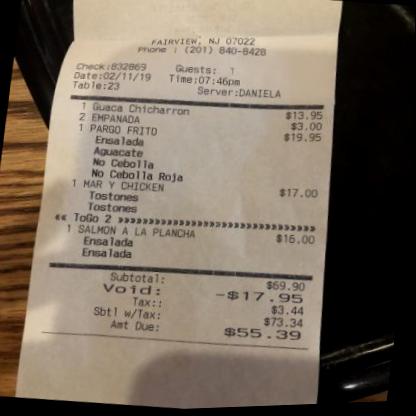 FAIRVIEW, NJ 07022
Phone : (201) 840-8428
Check:832869 Guests: 1
Date:02/11/19 Time:07:46pm
Table:23 Server:DANIELA
1 Guaca Chicharron $13.95
2 EMPANADA $3.00
1 PARGO FRITO $19.95
Ensalada
Aguacate
No Cebolla
No Cebolla Roja
1 MAR Y CHICKEN $17.00
Tostones
Tostones
«« ToGo 2 »»»»»»»»»»»»»»»»»»»»»»
1 SALMON A LA PLANCHA $16.00
Ensalada
Ensalada
Subtotal: $69.90
Void: -$17.95
Tax:: $3.44
Sbtl w/Tax: $73.34
Amt Due: $55.39